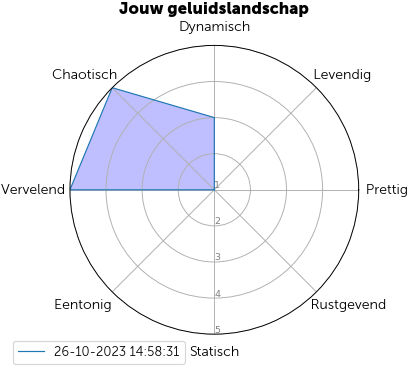 Jouw geluidslandschap
Dynamisch
Chaotisch
Levendig
Vervelend
1
Prettig
2
3
4
Eentonig
Rustgevend
5
26-10-2023 14:58:31
Statisch